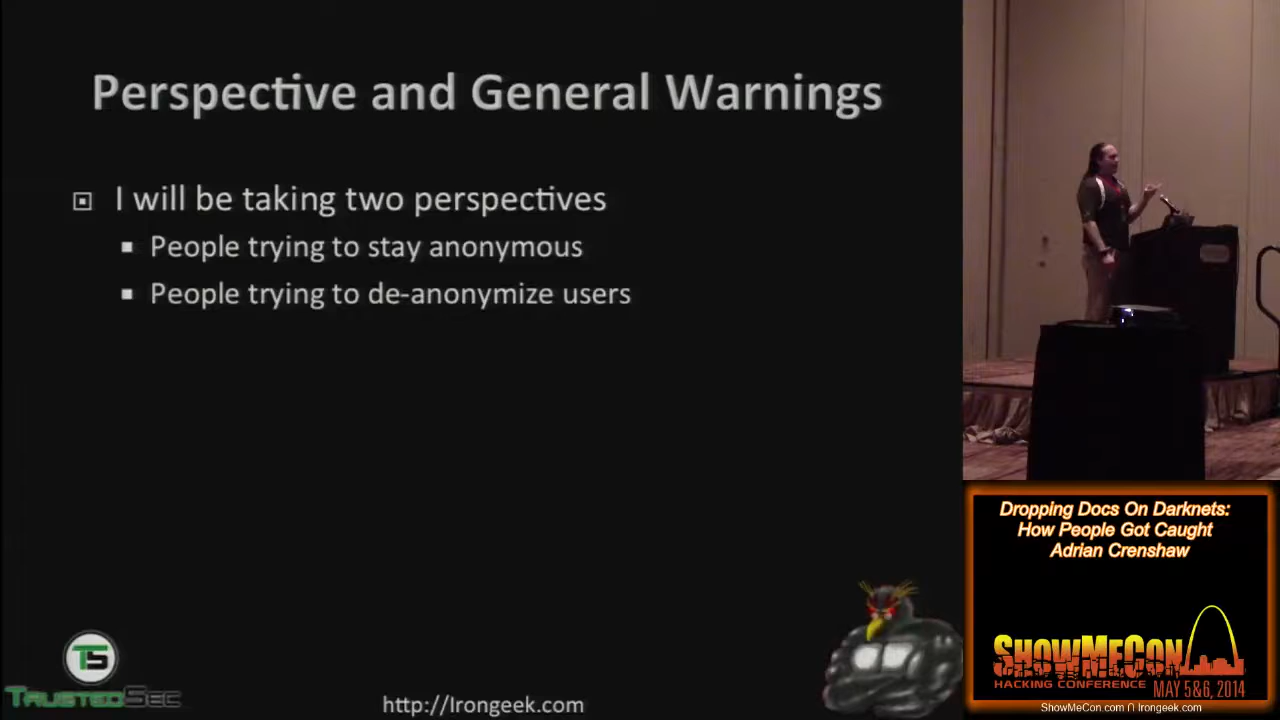 Perspective and General Warnings
I will be taking two perspectives
People trying to stay anonymous
People trying to de-anonymize users
TS
TRUSTEDSEC
http://Irongeek.com
Dropping Docs On Darknets:
How People Got Caught
Adrian Crenshaw
SHOWMECON
HACKING CONFERENCE MAY 5&6, 2014
ShowMeCon.com ∩ Irongeek.com